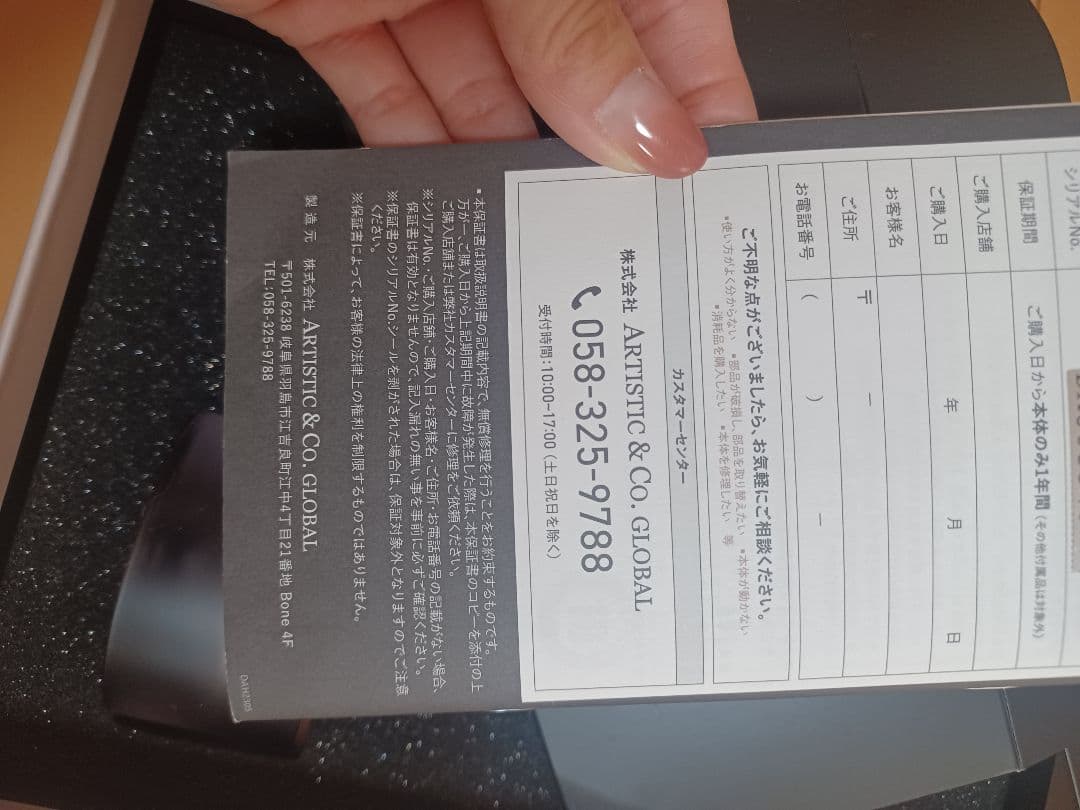 シリアルNo.
保証期間 ご購入日から本体のみ1年間(その他付属品は対象外)
ご購入店舗
ご購入日 年 月 日
お客様名
ご住所 〒 ー
お電話番号 ( ) ー
ご不明な点がございましたら、お気軽にご相談ください。
•使い方がよく分からない •部品が破損し、部品を取り替えたい •本体が動かない
•消耗品を購入したい •本体を修理したい 等
カスタマーセンター
株式会社 ARTISTIC & CO. GLOBAL
058-325-9788
受付時間:10:00~17:00(土日祝日を除く)
•本保証書は取扱説明書の記載内容で、無償修理を行うことをお約束するものです。
万が一、ご購入日から上記期間中に故障が発生した際は、本保証書のコピーを添付の上
ご購入店舗または弊社カスタマーセンターに修理をご依頼ください。
※シリアルNo.・ご購入店舗・ご購入日・お客様名・ご住所・お電話番号の記載がない場合、
保証書は有効となりませんので、記入漏れの無い事を事前に必ずご確認ください。
※保証書のシリアルNo.シールを剥がされた場合は、保証対象外となりますのでご注意
ください。
※保証書によって、お客様の法律上の権利を制限するものではありません。
製造元 株式会社 ARTISTIC & CO. GLOBAL
〒501-6238 岐阜県羽島市江吉良町江中4丁目21番地 Bone 4F
TEL:058-325-9788
DAH2305